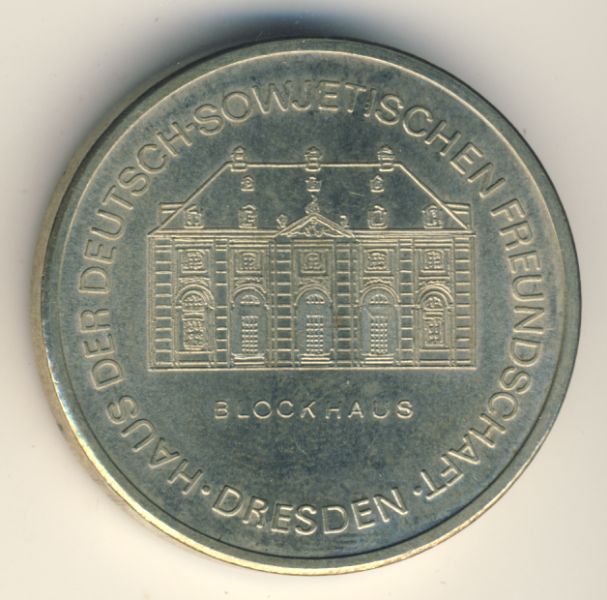 HAUS DER DEUTSCH-SOWJETISCHEN FREUNDSCHAFT · DRESDEN ·
BLOCKHAUS